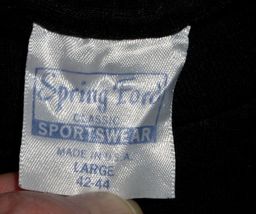 Spring Ford
CLASSIC
SPORTSWEAR
MADE IN U.S.A.
LARGE
42-44